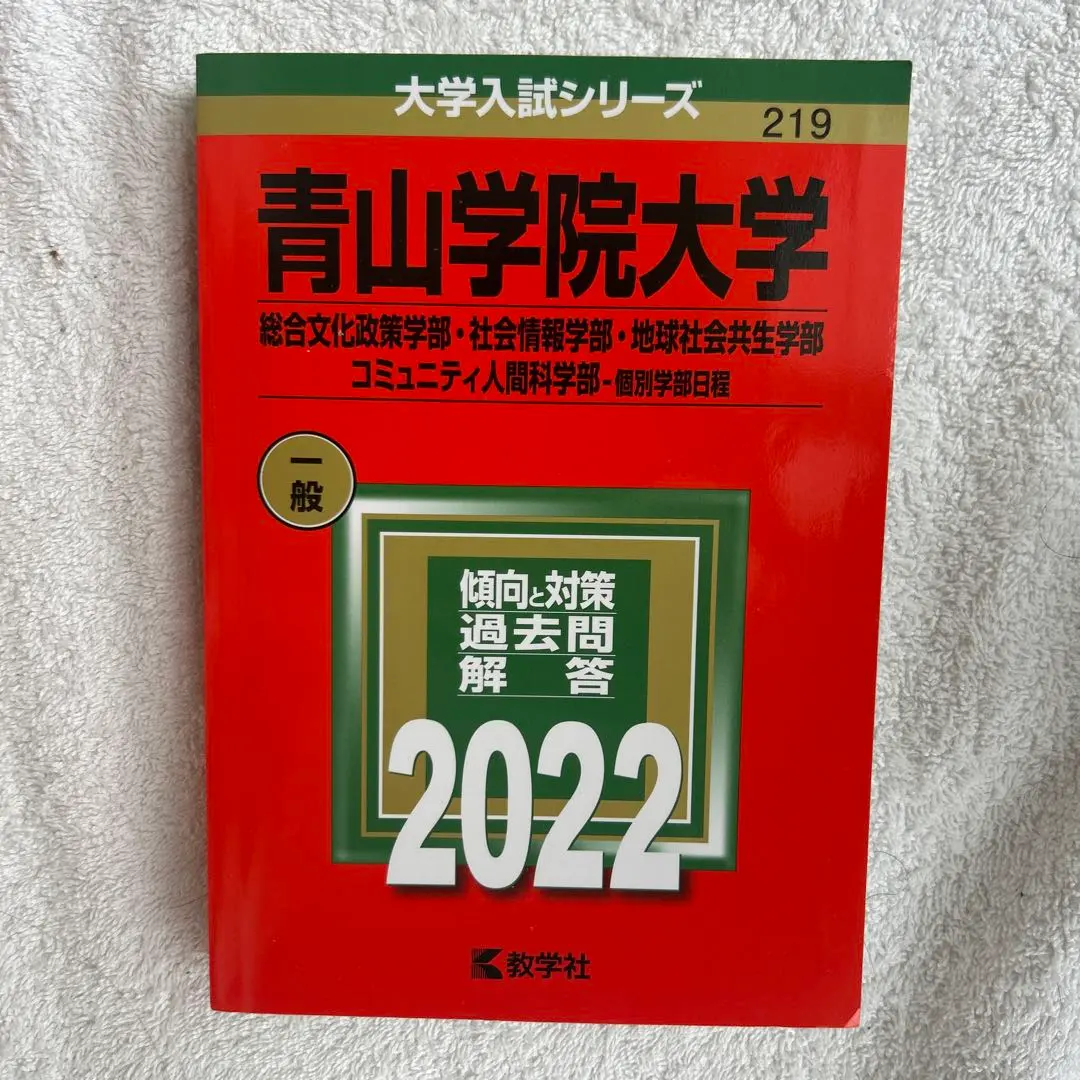 大学入試シリーズ
219
青山学院大学
総合文化政策学部・社会情報学部・地球社会共生学部
コミュニティ人間科学部-個別学部日程
一
般
傾向と対策
過去問
解答
2022
教学社